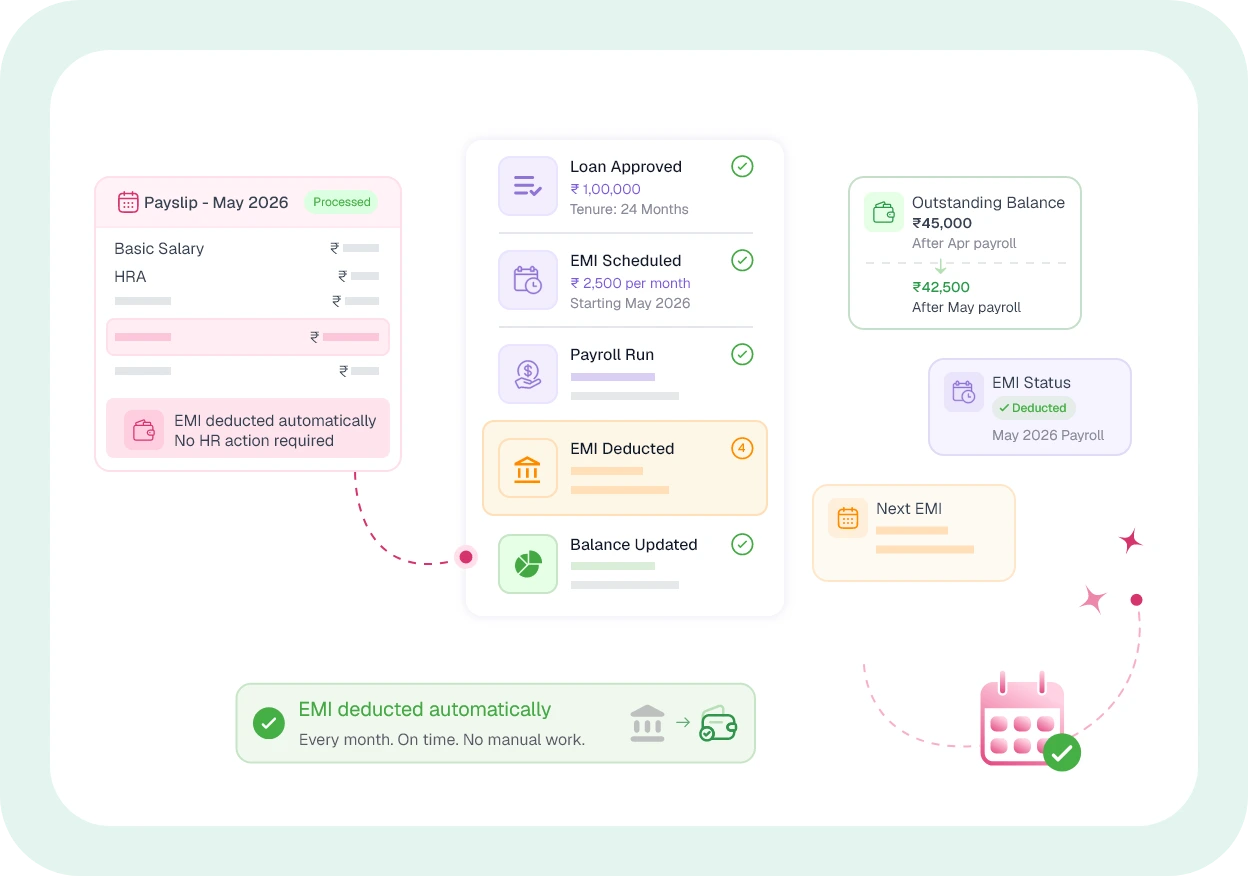 Payslip - May 2026
Processed
Basic Salary ₹
HRA ₹
₹
₹
₹
EMI deducted automatically
No HR action required
Loan Approved
₹ 1,00,000
Tenure: 24 Months
EMI Scheduled
₹ 2,500 per month
Starting May 2026
Payroll Run
EMI Deducted
4
Balance Updated
Outstanding Balance
₹45,000
After Apr payroll
₹42,500
After May payroll
EMI Status
Deducted
May 2026 Payroll
Next EMI
EMI deducted automatically
Every month. On time. No manual work.